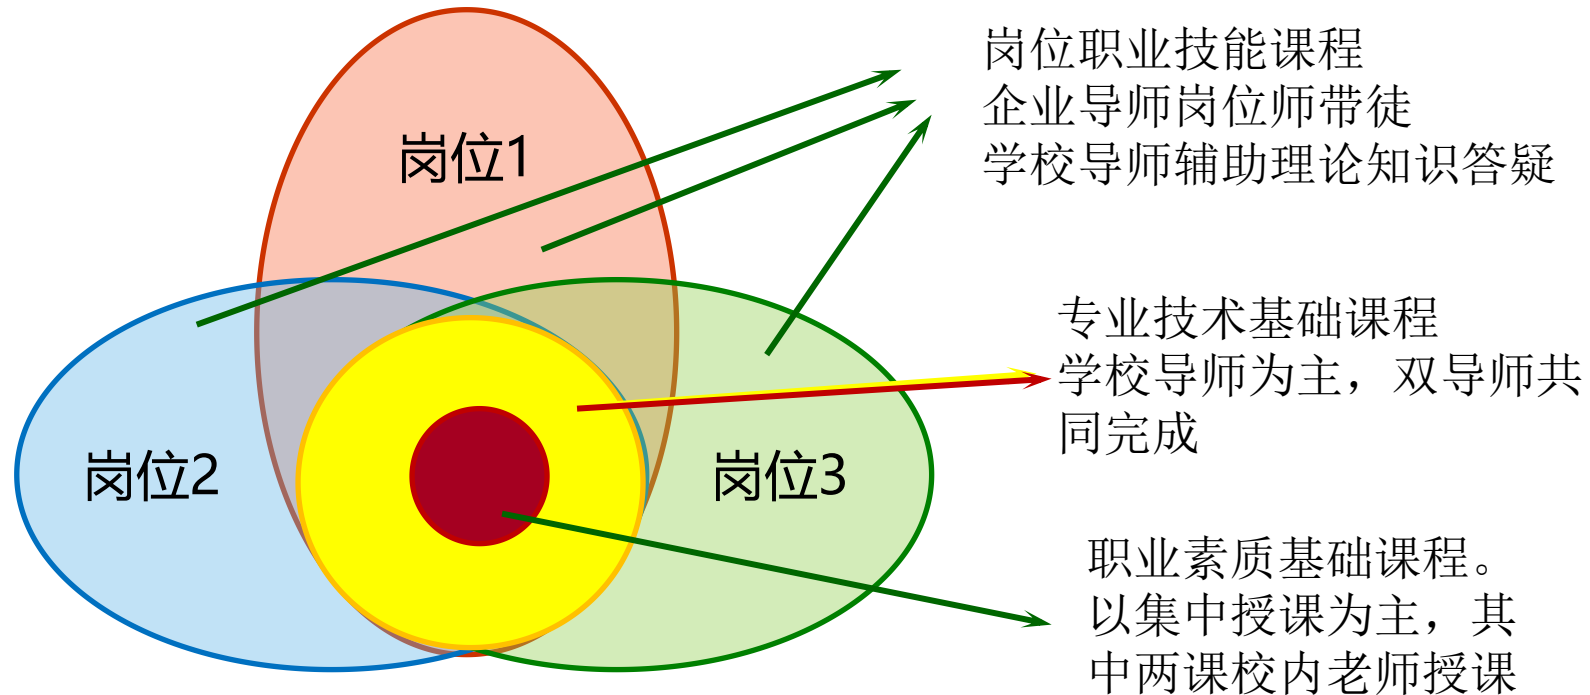 岗位1
岗位2
岗位3
岗位职业技能课程
企业导师岗位师带徒
学校导师辅助理论知识答疑
专业技术基础课程
学校导师为主，双导师共
同完成
职业素质基础课程。
以集中授课为主，其
中两课校内老师授课